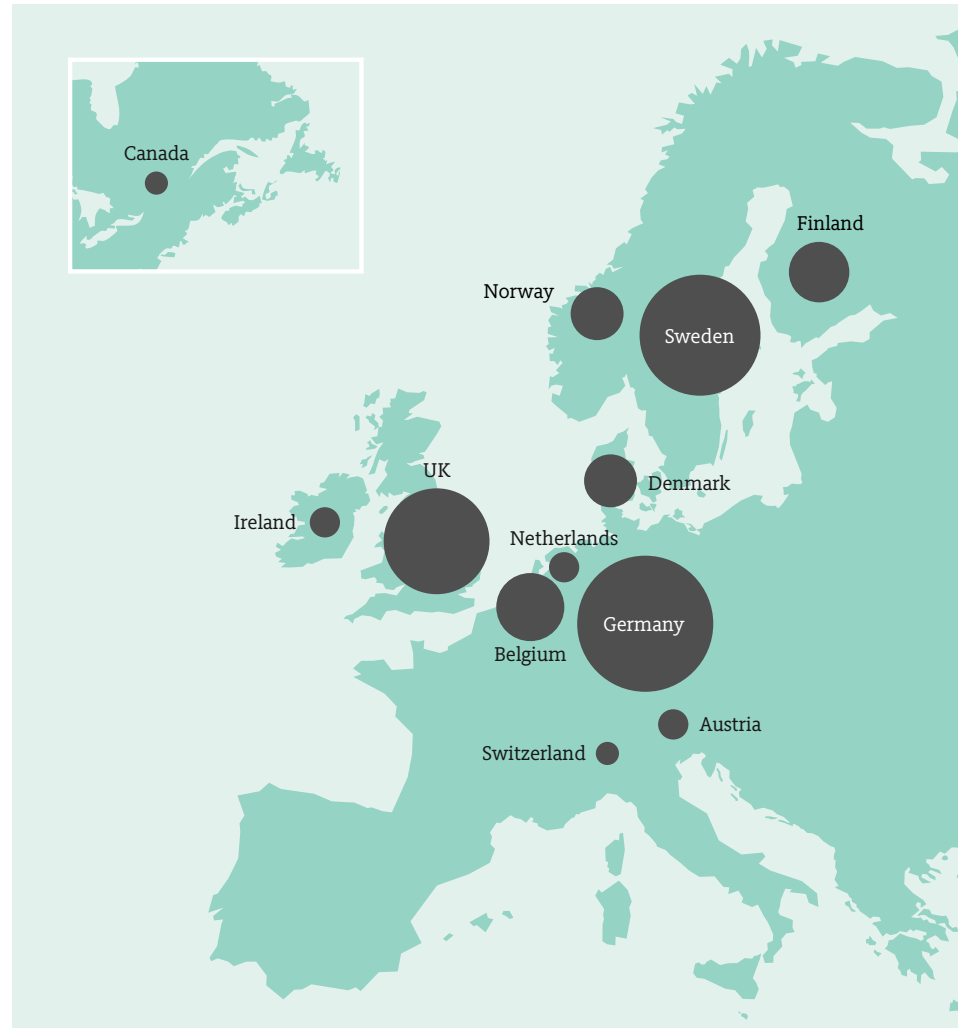 Canada
Finland
Norway
Sweden
UK
Denmark
Ireland
Netherlands
Germany
Belgium
Austria
Switzerland